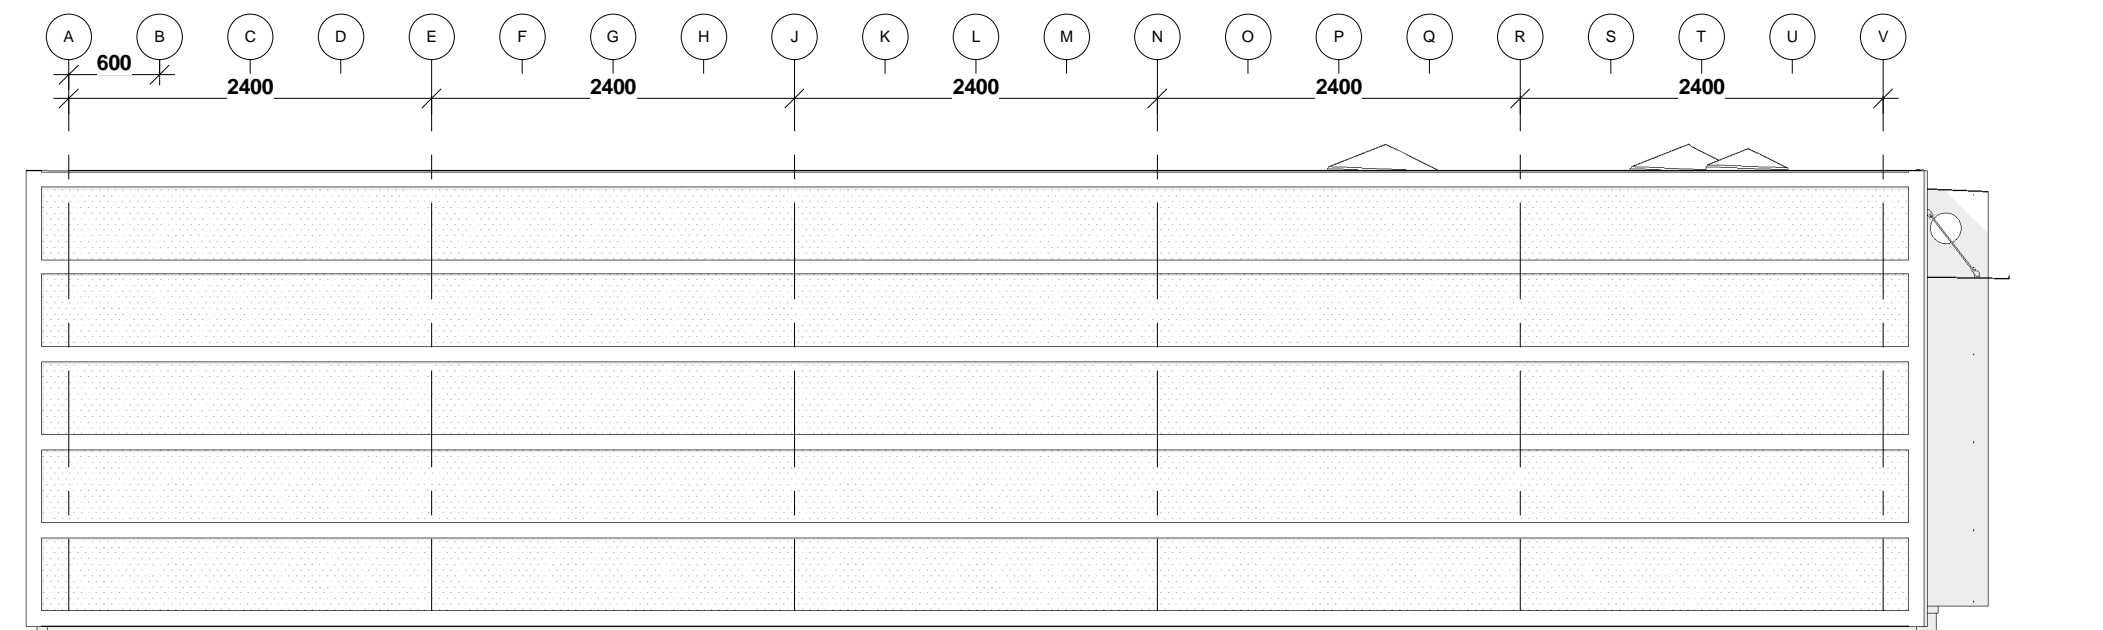 A B C D E F G H J K L M N O P Q R S T U V
600
2400 2400 2400 2400 2400